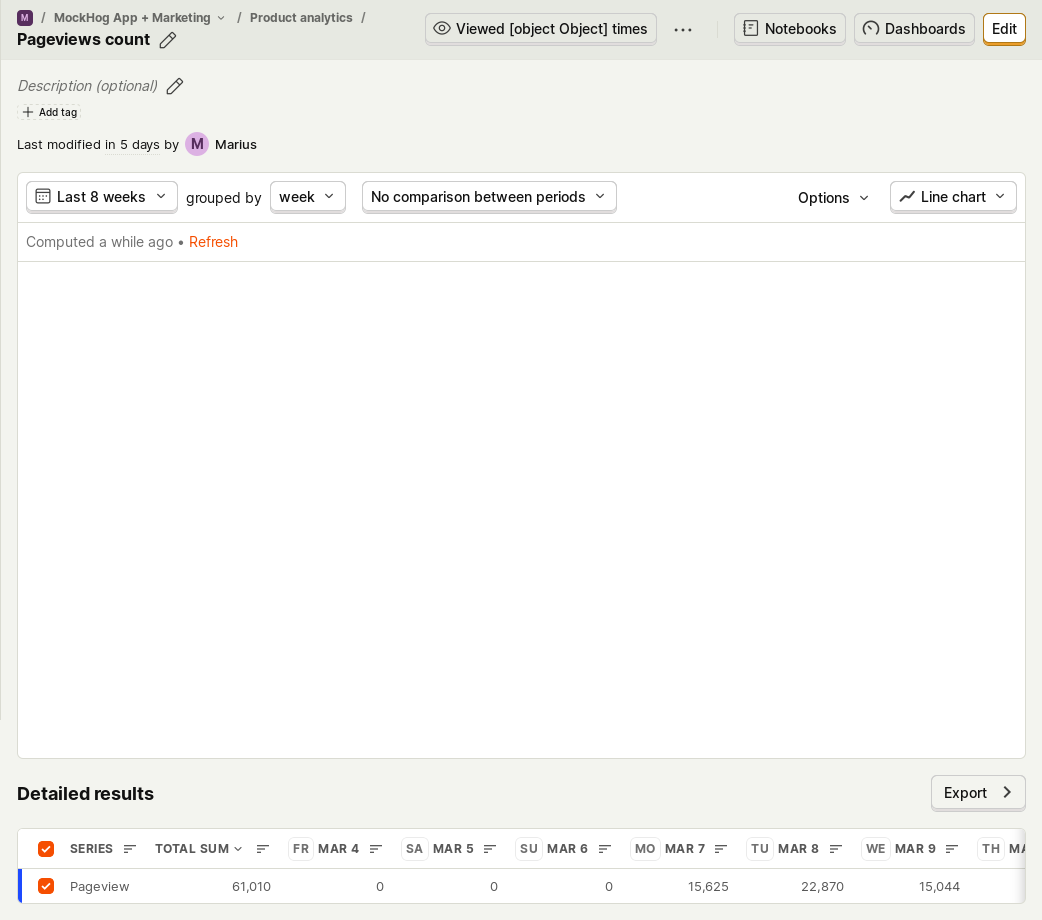 M / MockHog App + Marketing / Product analytics /
Pageviews count
Viewed [object Object] times
Notebooks
Dashboards
Edit
Description (optional)
Add tag
Last modified in 5 days by M Marius
Last 8 weeks grouped by week No comparison between periods Options Line chart
Computed a while ago • Refresh
Detailed results
Export
SERIES TOTAL SUM FR MAR 4 SA MAR 5 SU MAR 6 MO MAR 7 TU MAR 8 WE MAR 9 TH
Pageview 61,010 0 0 0 15,625 22,870 15,044